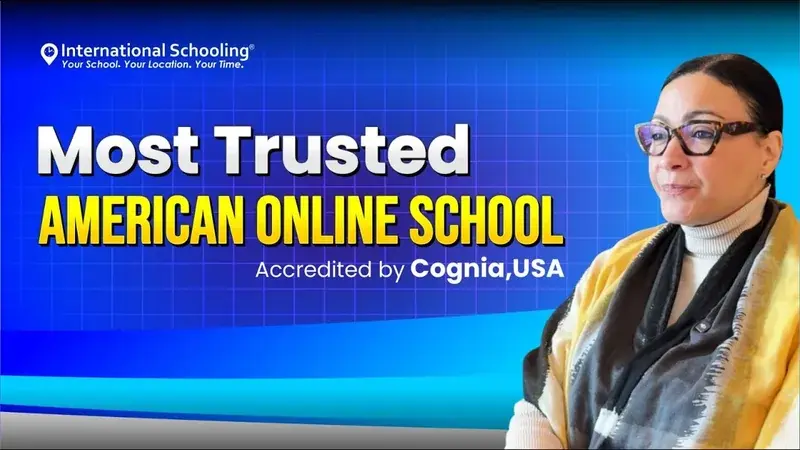 International Schooling®
Your School. Your Location. Your Time.
Most Trusted
AMERICAN ONLINE SCHOOL
Accredited by Cognia,USA